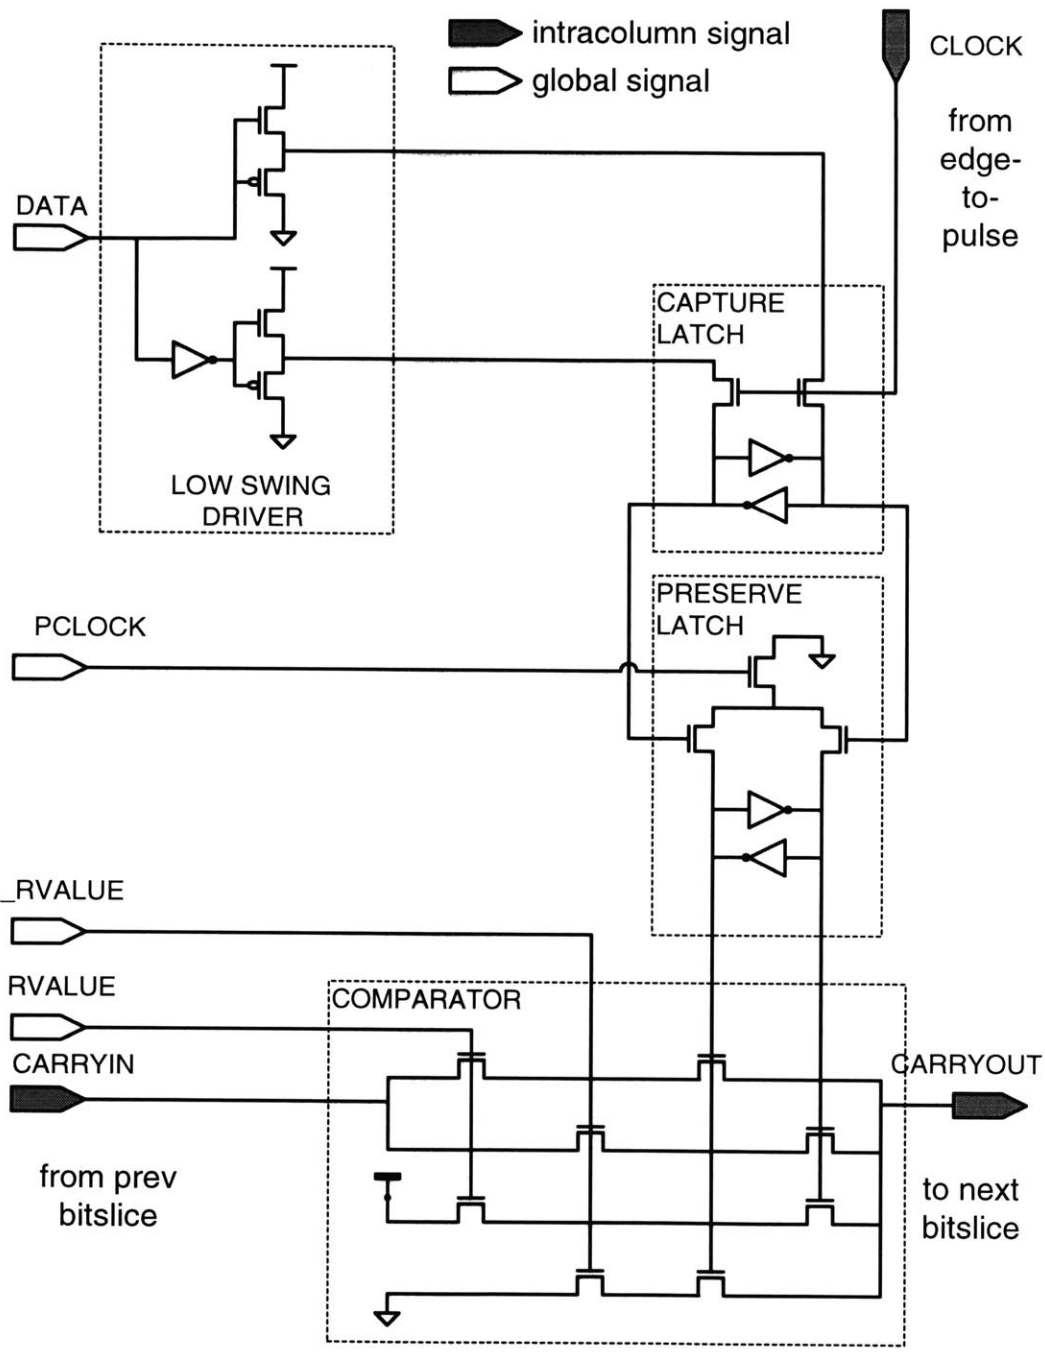 intracolumn signal
global signal
CLOCK
from
edge-
to-
pulse
DATA
CAPTURE
LATCH
LOW SWING
DRIVER
PRESERVE
LATCH
PCLOCK
_RVALUE
RVALUE
COMPARATOR
CARRYIN
CARRYOUT
from prev
bitslice
to next
bitslice